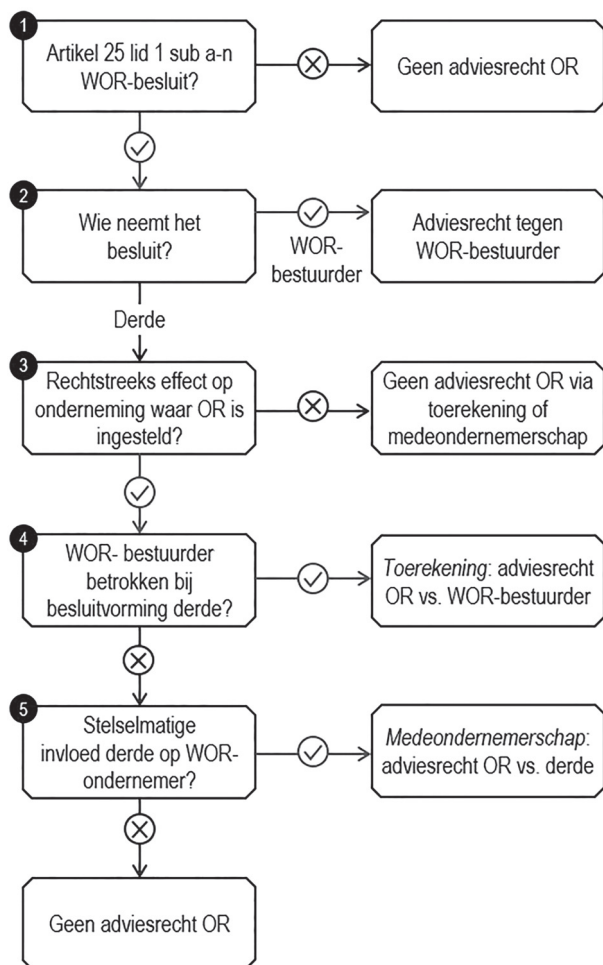 1
Artikel 25 lid 1 sub a-n
WOR-besluit?
Geen adviesrecht OR
2
Wie neemt het
besluit?
WOR-
bestuurder
Adviesrecht tegen
WOR-bestuurder
Derde
3
Rechtstreeks effect op
onderneming waar OR is
ingesteld?
Geen adviesrecht OR via
toerekening of
medeondernemerschap
4
WOR- bestuurder
betrokken bij
besluitvorming derde?
Toerekening: adviesrecht
OR vs. WOR-bestuurder
5
Stelselmatige
invloed derde op WOR-
ondernemer?
Medeondernemerschap:
adviesrecht OR vs. derde
Geen adviesrecht OR